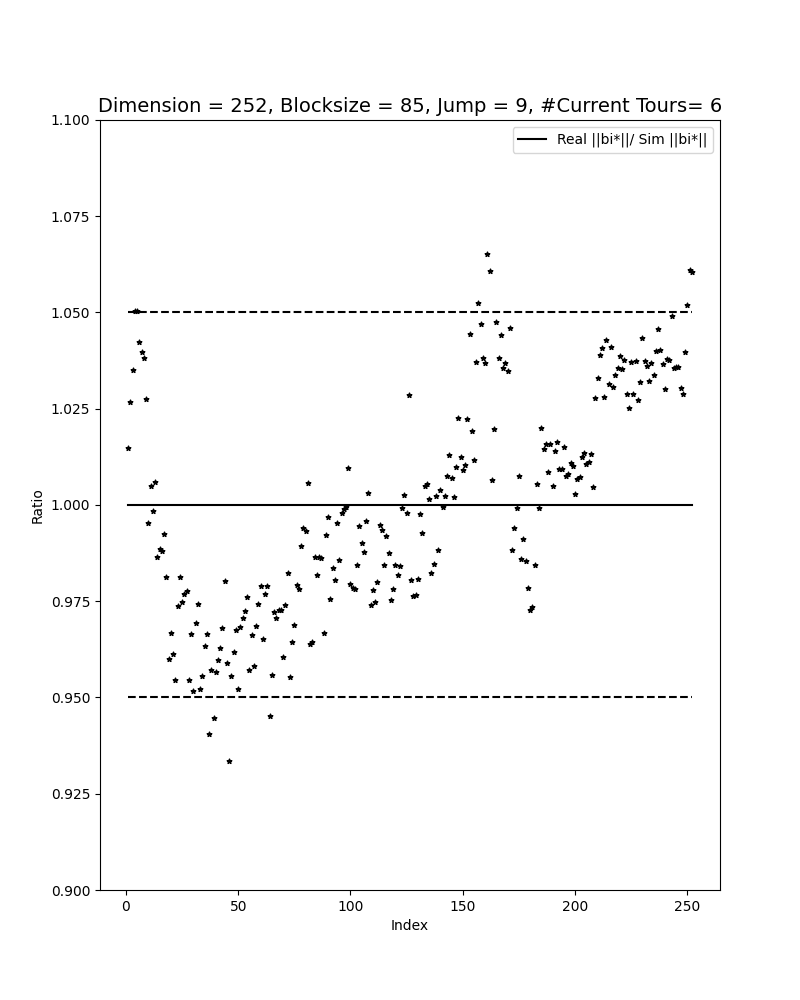 Dimension = 252, Blocksize = 85, Jump = 9, #Current Tours= 6
Real ||bi*||/ Sim ||bi*||
1.100
1.075
1.050
1.025
1.000
0.975
0.950
0.925
0.900
Ratio
0 50 100 150 200 250
Index